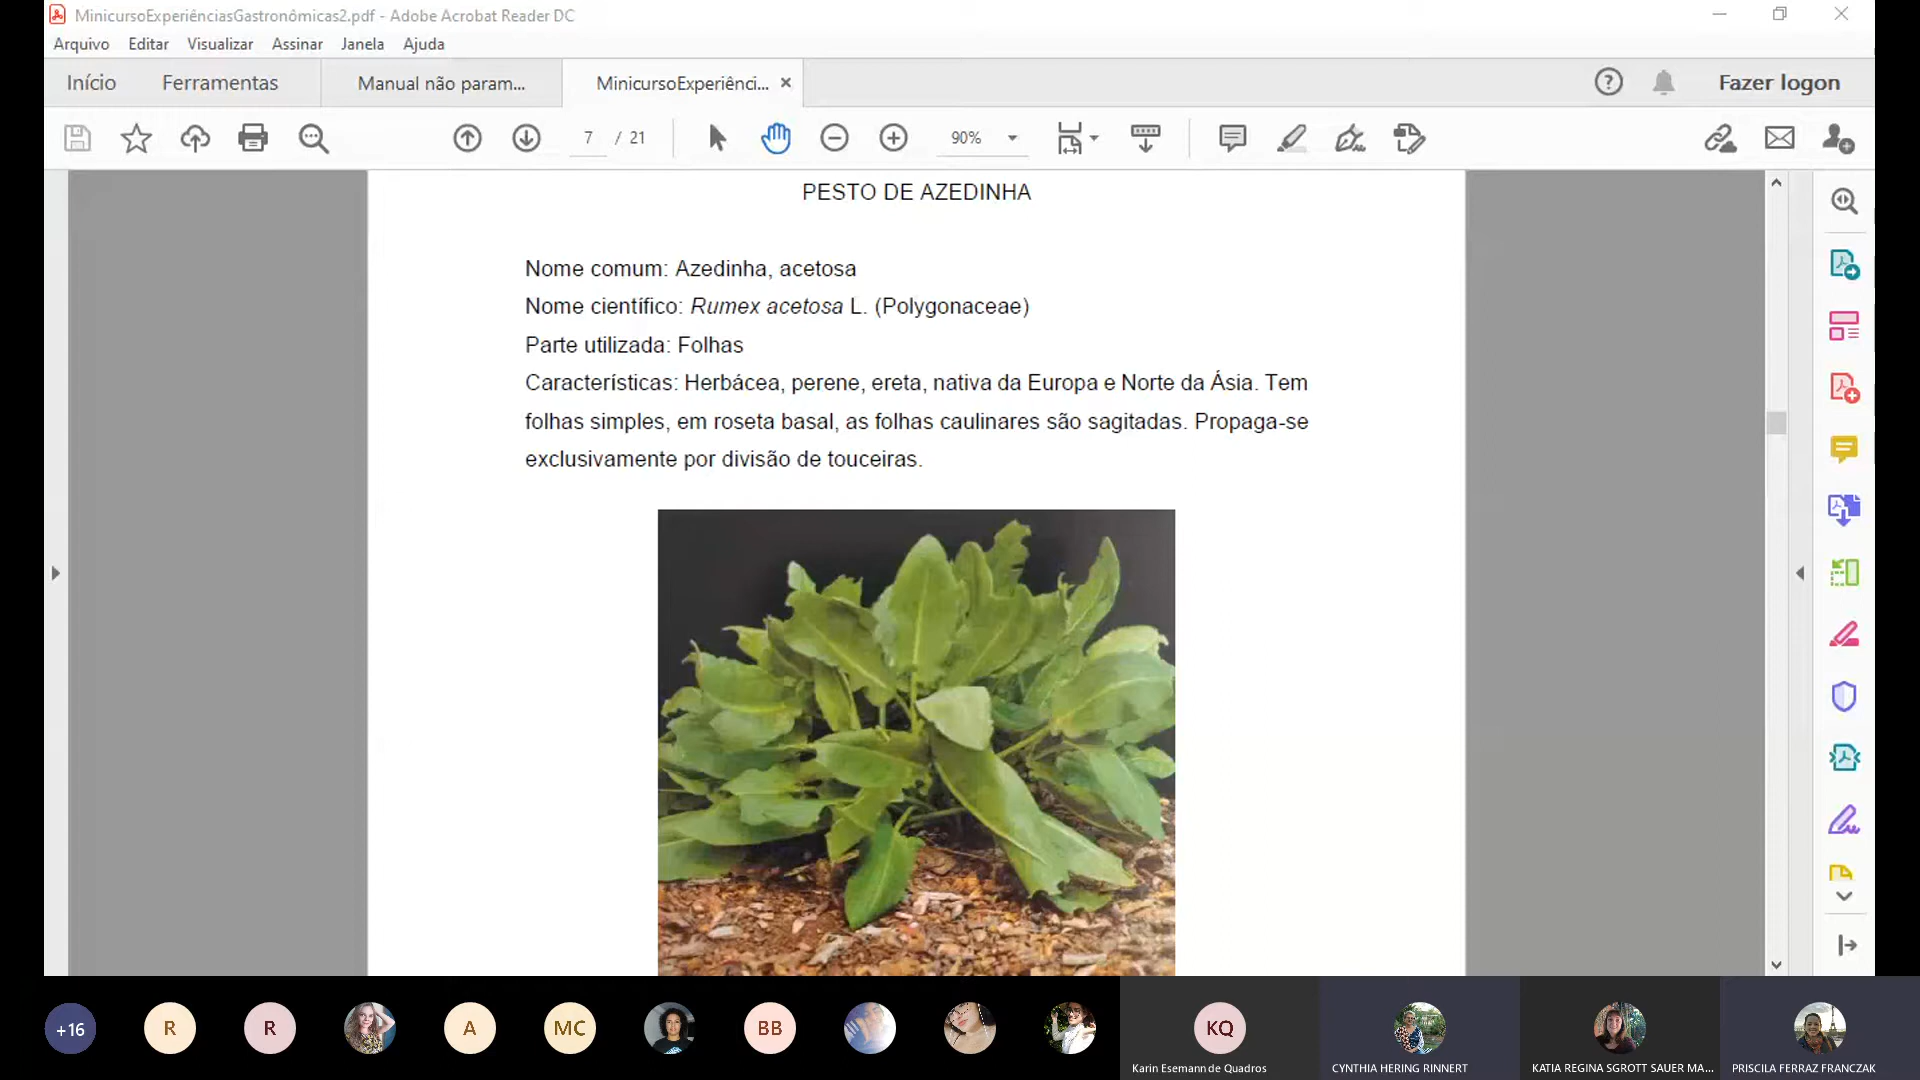 MinicursoExperiênciasGastronômicas2.pdf - Adobe Acrobat Reader DC
Arquivo Editar Visualizar Assinar Janela Ajuda
Início Ferramentas Manual não param... MinicursoExperiênci... Fazer logon
7 / 21 90%
PESTO DE AZEDINHA
Nome comum: Azedinha, acetosa
Nome científico: Rumex acetosa L. (Polygonaceae)
Parte utilizada: Folhas
Características: Herbácea, perene, ereta, nativa da Europa e Norte da Ásia. Tem
folhas simples, em roseta basal, as folhas caulinares são sagitadas. Propaga-se
exclusivamente por divisão de touceiras.
+16 R R A MC BB KQ
Karin Esemann de Quadros CYNTHIA HERING RINNERT KATIA REGINA SGROTT SAUER MA... PRISCILA FERRAZ FRANCZAK